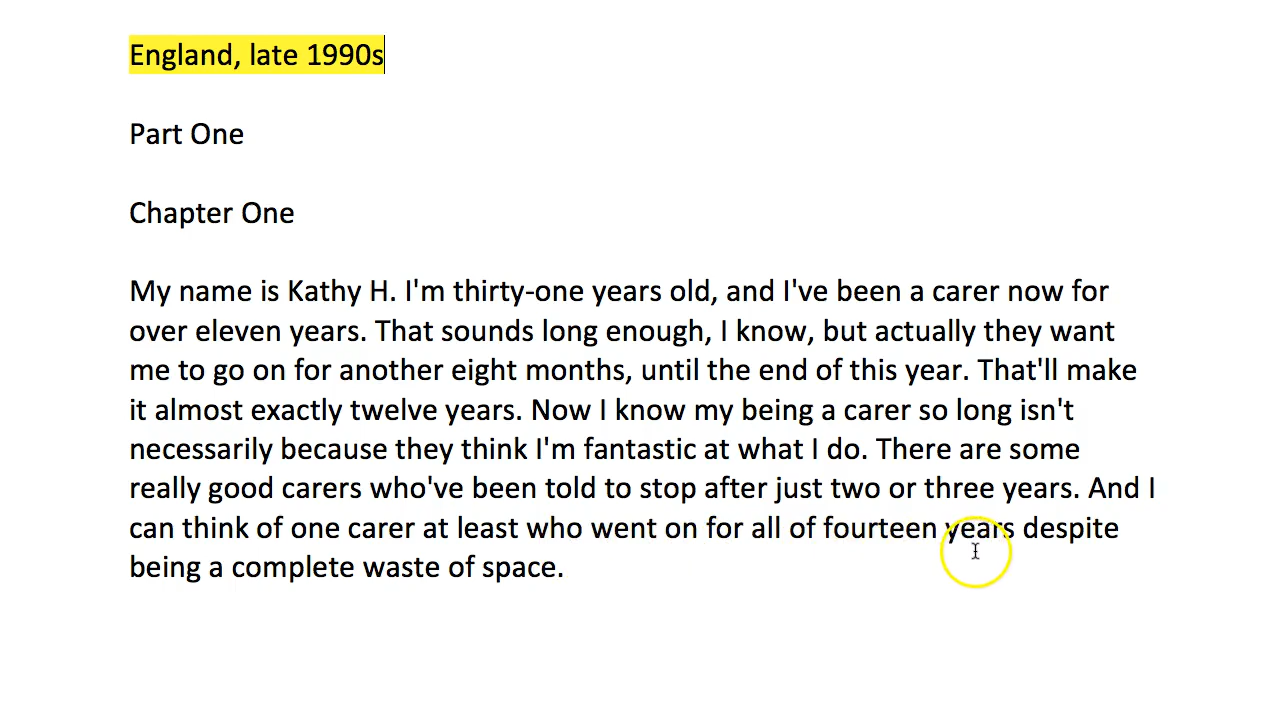 England, late 1990s
Part One
Chapter One
My name is Kathy H. I'm thirty-one years old, and I've been a carer now for
over eleven years. That sounds long enough, I know, but actually they want
me to go on for another eight months, until the end of this year. That'll make
it almost exactly twelve years. Now I know my being a carer so long isn't
necessarily because they think I'm fantastic at what I do. There are some
really good carers who've been told to stop after just two or three years. And I
can think of one carer at least who went on for all of fourteen years despite
being a complete waste of space.